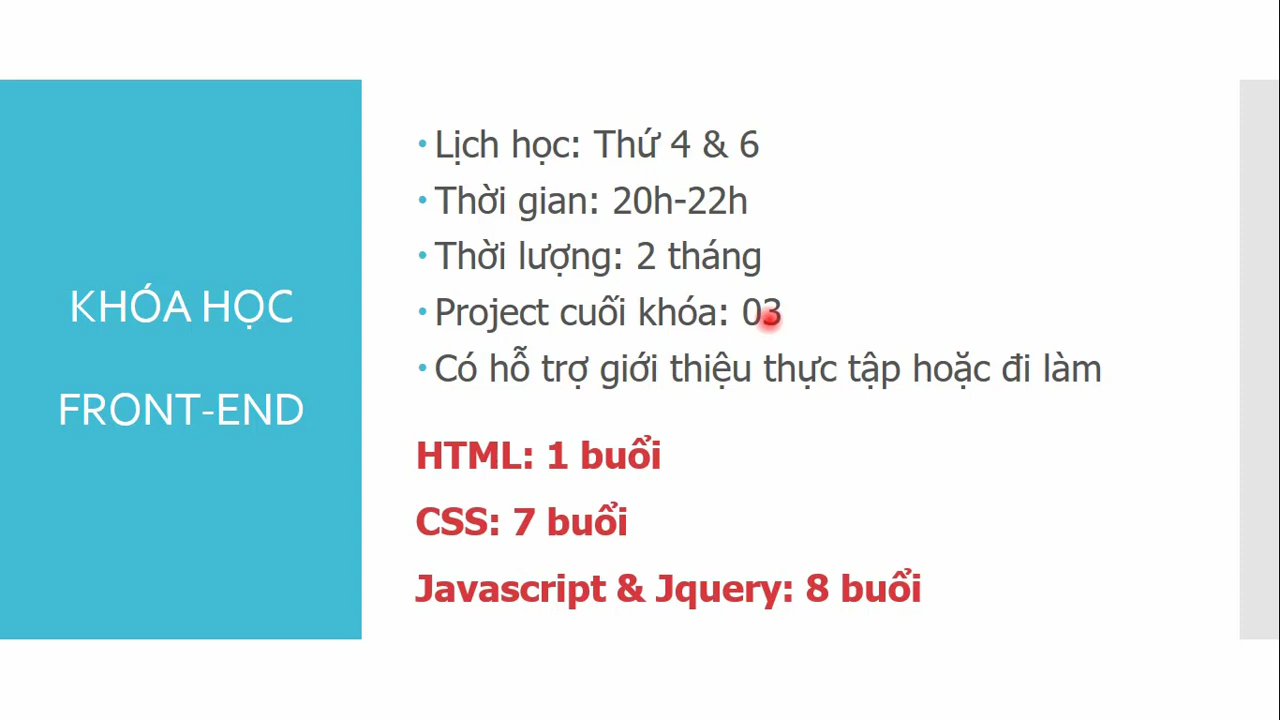 KHÓA HỌC
FRONT-END
• Lịch học: Thứ 4 & 6
• Thời gian: 20h-22h
• Thời lượng: 2 tháng
• Project cuối khóa: 03
• Có hỗ trợ giới thiệu thực tập hoặc đi làm
HTML: 1 buổi
CSS: 7 buổi
Javascript & Jquery: 8 buổi